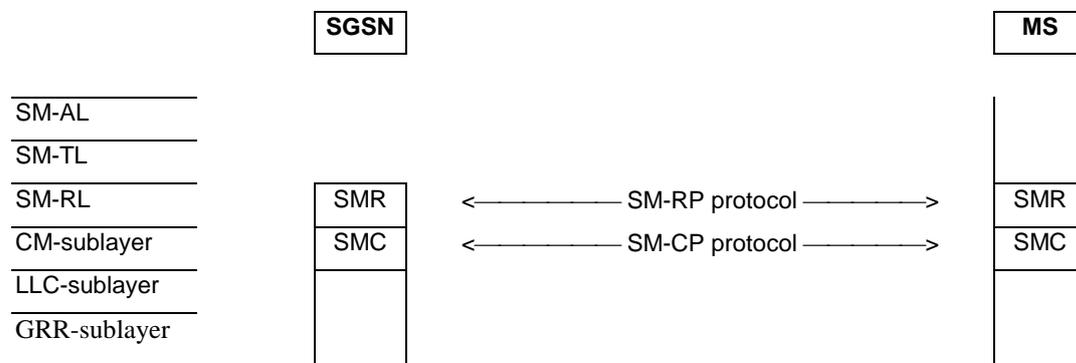 SGSN MS
SM-AL
SM-TL
SM-RL SMR <—————— SM-RP protocol ——————> SMR
CM-sublayer SMC <—————— SM-CP protocol ——————> SMC
LLC-sublayer
GRR-sublayer